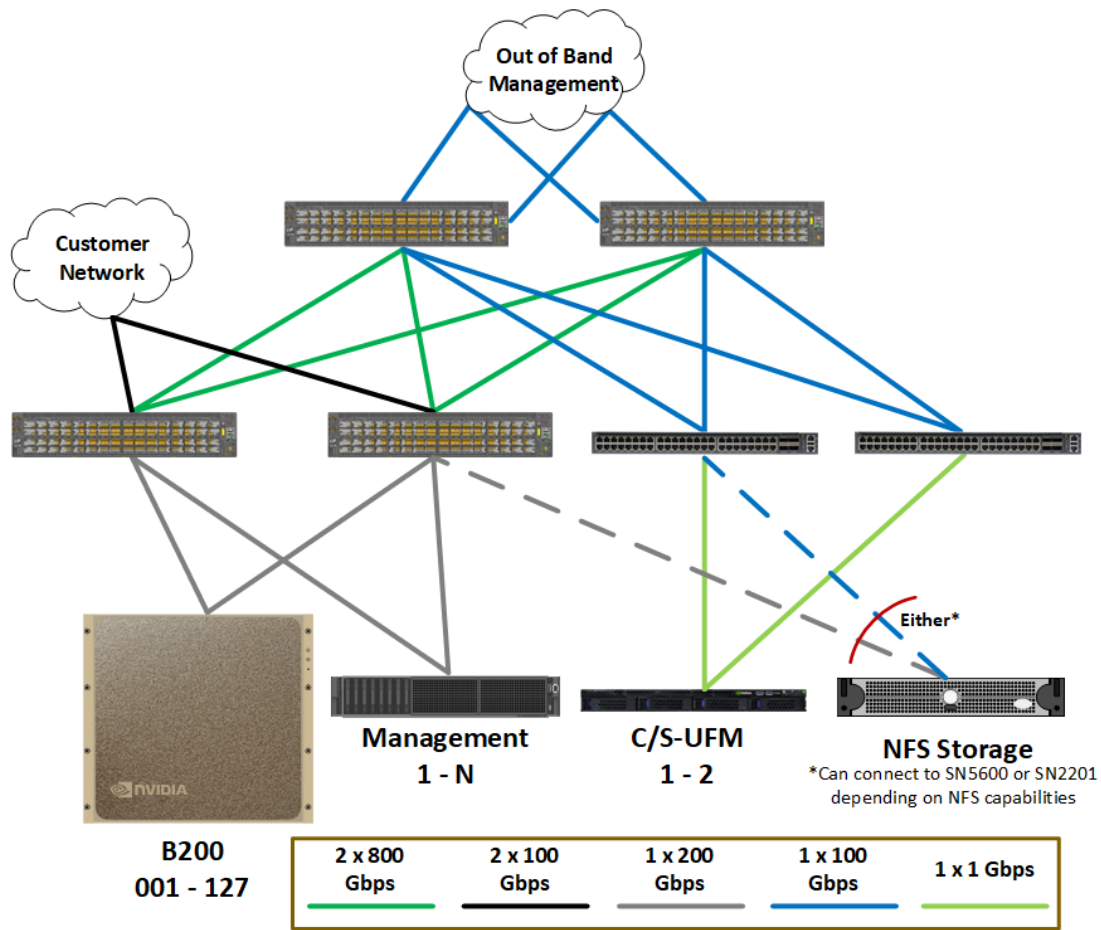 Out of Band
Management
Customer
Network
Either*
NVIDIA
Management
1 - N
C/S-UFM
1 - 2
NFS Storage
*Can connect to SN5600 or SN2201
depending on NFS capabilities
B200
001 - 127
2 x 800
Gbps
2 x 100
Gbps
1 x 200
Gbps
1 x 100
Gbps
1 x 1 Gbps